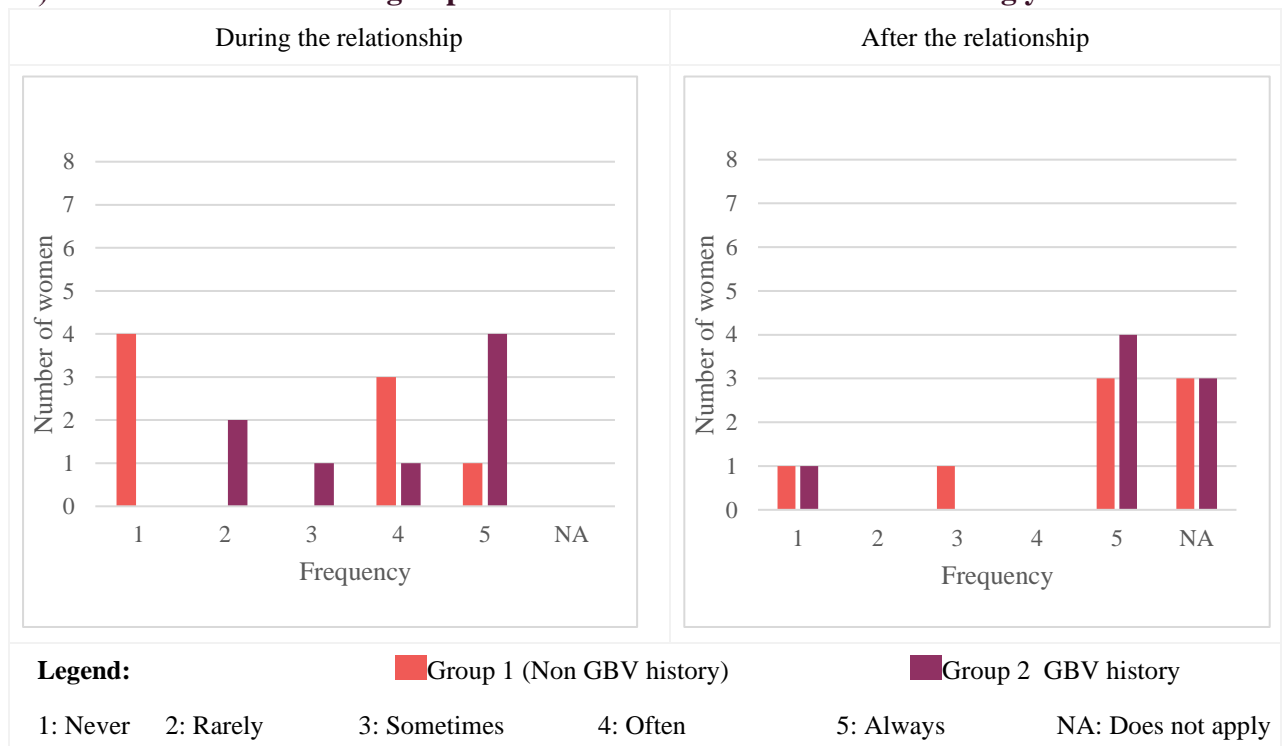 During the relationship
After the relationship
8
7
6
5
4
3
2
1
0
Number of women
1 2 3 4 5 NA
Frequency
8
7
6
5
4
3
2
1
0
Number of women
1 2 3 4 5 NA
Frequency
Legend: Group 1 (Non GBV history) Group 2 GBV history
1: Never 2: Rarely 3: Sometimes 4: Often 5: Always NA: Does not apply